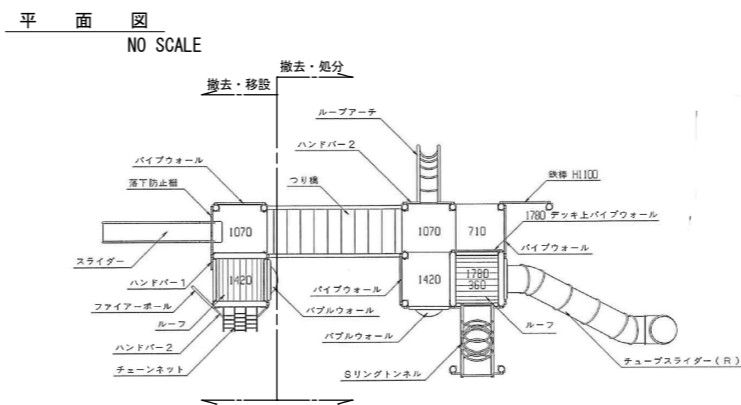 平　面　図
NO SCALE
撤去・処分
撤去・移設
ループアーチ
ハンドバー2
パイプウォール
つり橋
鉄棒 H1100
落下防止柵
1780 デッキ上パイプウォール
1070
1070
710
スライダー
パイプウォール
ハンドバー1
1420
パイプウォール
1420
1780
360
ファイアーポール
ルーフ
バブルウォール
ルーフ
ハンドバー2
バブルウォール
チェーンネット
Sリングトンネル
チューブスライダー(R)